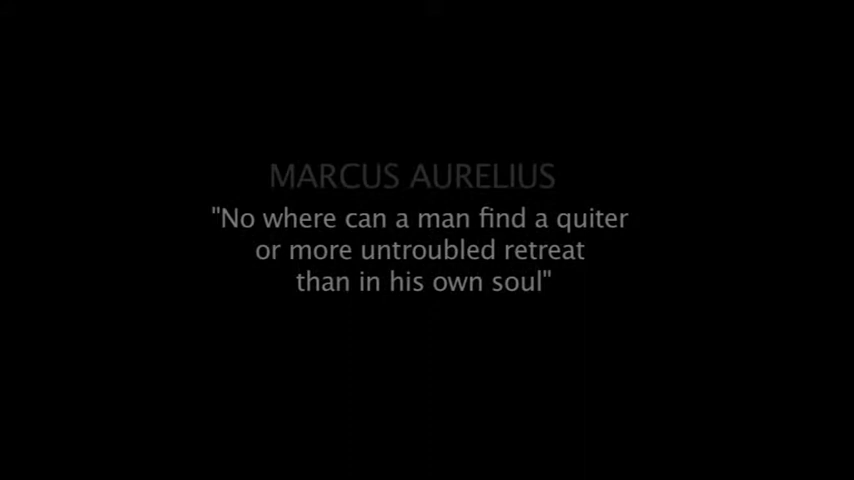 MARCUS AURELIUS
"No where can a man find a quiter
or more untroubled retreat
than in his own soul"